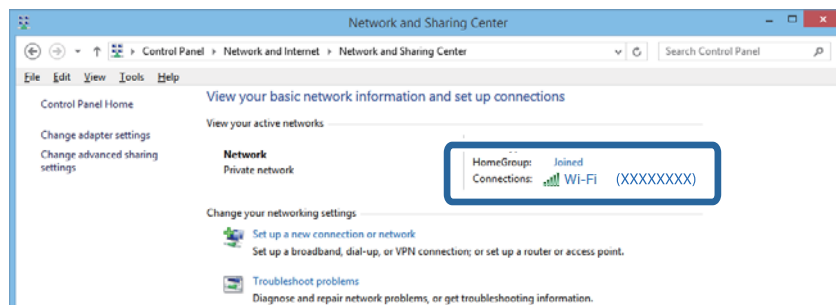 Network and Sharing Center
Control Panel ▸ Network and Internet ▸ Network and Sharing Center
Search Control Panel
File Edit View Tools Help
Control Panel Home
Change adapter settings
Change advanced sharing
settings
View your basic network information and set up connections
View your active networks
Network
Private network
HomeGroup: Joined
Connections: Wi-Fi (XXXXXXXX)
Change your networking settings
Set up a new connection or network
Set up a broadband, dial-up, or VPN connection; or set up a router or access point.
Troubleshoot problems
Diagnose and repair network problems, or get troubleshooting information.